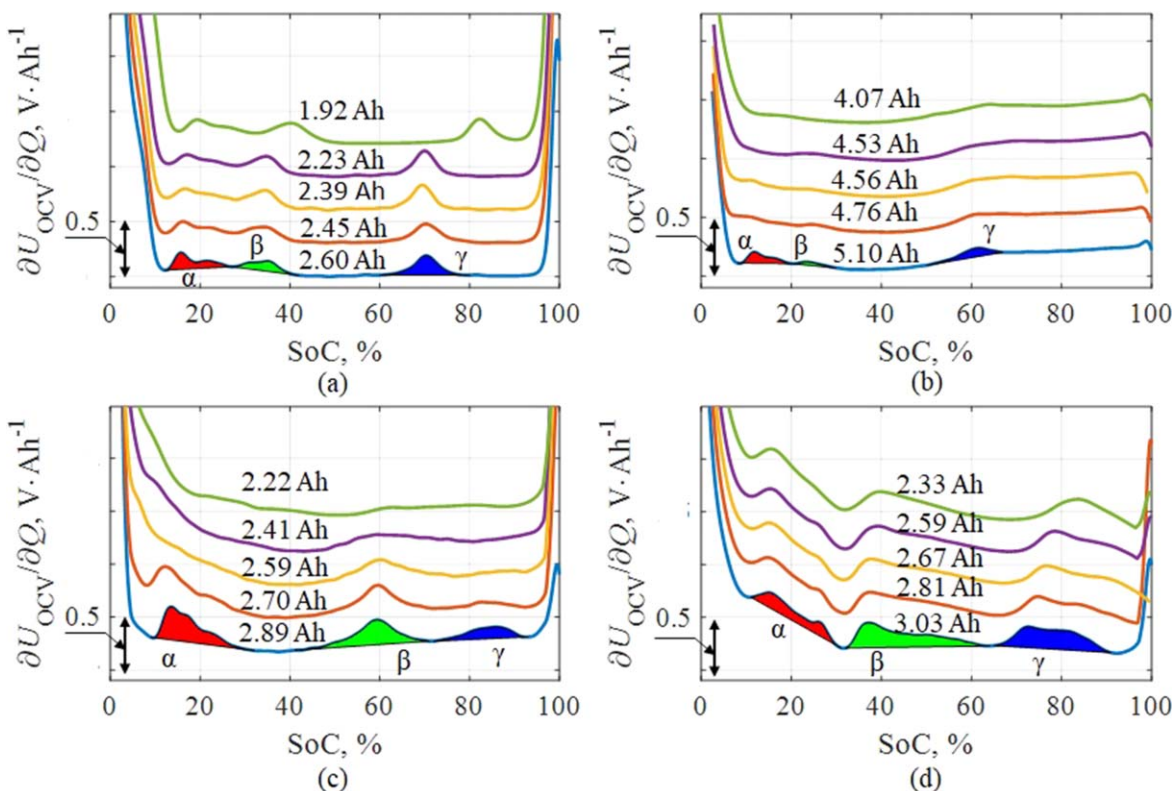 ∂U_OCV/∂Q, V·Ah⁻¹
0.5
1.92 Ah
2.23 Ah
2.39 Ah
2.45 Ah
2.60 Ah
α
β
γ
0 20 40 60 80 100
SoC, %
(a)
∂U_OCV/∂Q, V·Ah⁻¹
0.5
4.07 Ah
4.53 Ah
4.56 Ah
4.76 Ah
5.10 Ah
α
β
γ
0 20 40 60 80 100
SoC, %
(b)
∂U_OCV/∂Q, V·Ah⁻¹
0.5
2.22 Ah
2.41 Ah
2.59 Ah
2.70 Ah
2.89 Ah
α
β
γ
0 20 40 60 80 100
SoC, %
(c)
∂U_OCV/∂Q, V·Ah⁻¹
0.5
2.33 Ah
2.59 Ah
2.67 Ah
2.81 Ah
3.03 Ah
α
β
γ
0 20 40 60 80 100
SoC, %
(d)